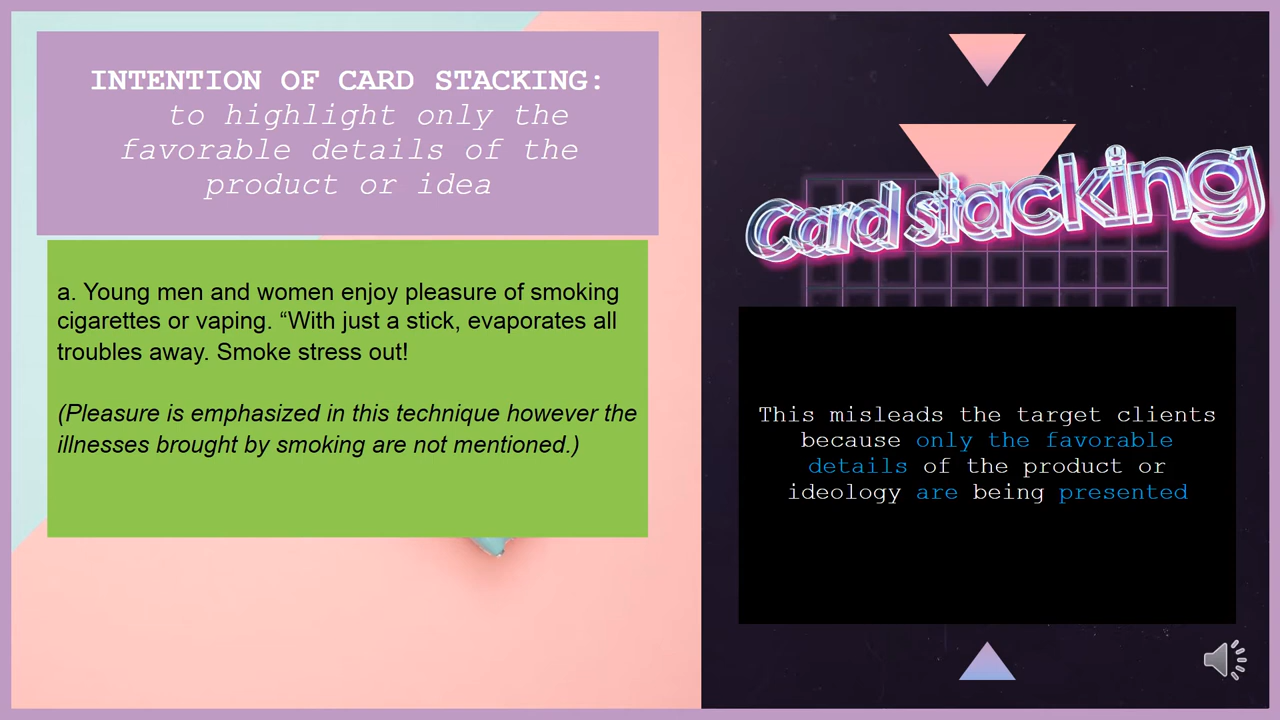 INTENTION OF CARD STACKING:
to highlight only the
favorable details of the
product or idea
a. Young men and women enjoy pleasure of smoking
cigarettes or vaping. “With just a stick, evaporates all
troubles away. Smoke stress out!
(Pleasure is emphasized in this technique however the
illnesses brought by smoking are not mentioned.)
Card stacking
This misleads the target clients
because only the favorable
details of the product or
ideology are being presented